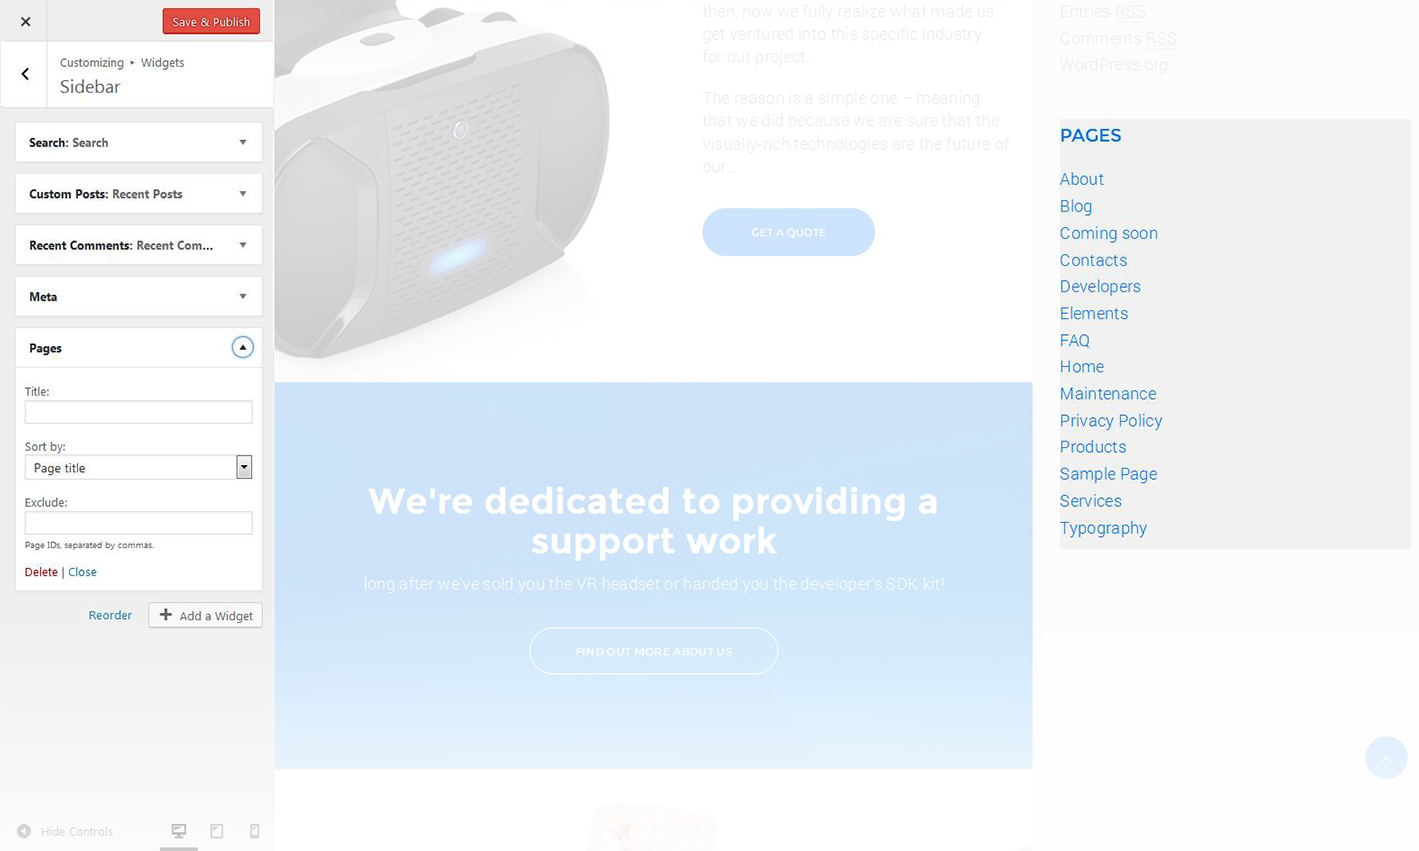 Save & Publish
Customizing ▸ Widgets
Sidebar
Search: Search
Custom Posts: Recent Posts
Recent Comments: Recent Com...
Meta
Pages
Title:
Sort by:
Page title
Exclude:
Page IDs, separated by commas.
Delete | Close
Reorder
Add a Widget
Hide Controls
then, now we fully realize what made us
get ventured into this specific industry
for our project.
The reason is a simple one – meaning
that we did because we are sure that the
visually-rich technologies are the future of
our...
GET A QUOTE
We're dedicated to providing a
support work
long after we've sold you the VR headset or handed you the developer's SDK kit!
FIND OUT MORE ABOUT US
Entries RSS
Comments RSS
WordPress.org
PAGES
About
Blog
Coming soon
Contacts
Developers
Elements
FAQ
Home
Maintenance
Privacy Policy
Products
Sample Page
Services
Typography